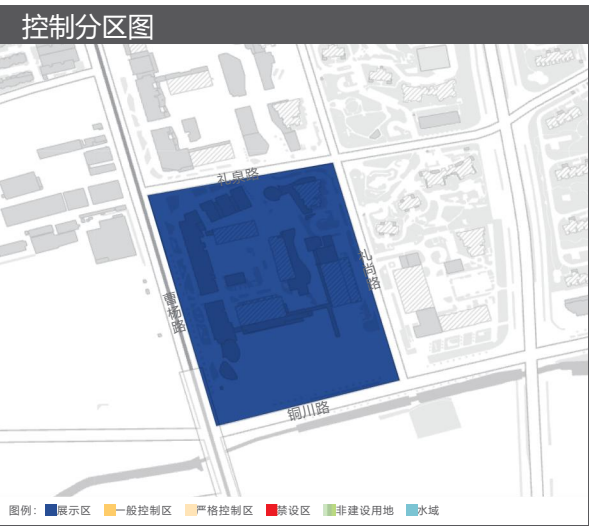 控制分区图
礼泉路
礼尚路
曹杨路
铜川路
图例：
展示区
一般控制区
严格控制区
禁设区
非建设用地
水域